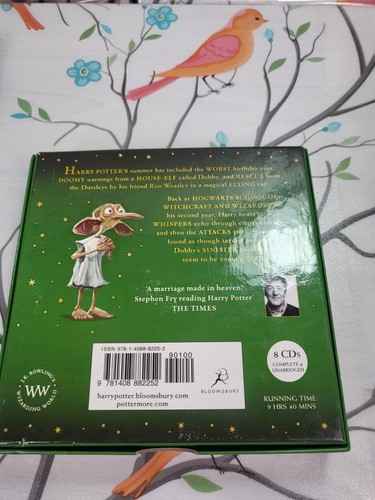 HARRY POTTER'S summer has included the WORST birthday ever,
DOOMY warnings from a HOUSE-ELF called Dobby, and RESCUE from
the Dursleys by his friend Ron Weasley in a magical FLYING car
Back at HOGWARTS SCHOOL OF
WITCHCRAFT AND WIZARDRY
his second year, Harry hears
WHISPERS echo through empty
and then the ATTACKS
found as though turned
Dobby's SINISTER
seem to be coming
'A marriage made in heaven:
Stephen Fry reading Harry Potter'
THE TIMES
ISBN 978-1-4088-8225-2
90100
9 781408 882252
harrypotter.bloomsbury.com
pottermore.com
BLOOMSBURY
8 CDs
COMPLETE &
UNABRIDGED
RUNNING TIME:
9 HRS 40 MINS
J.K. ROWLING'S
WW
WIZARDING WORLD